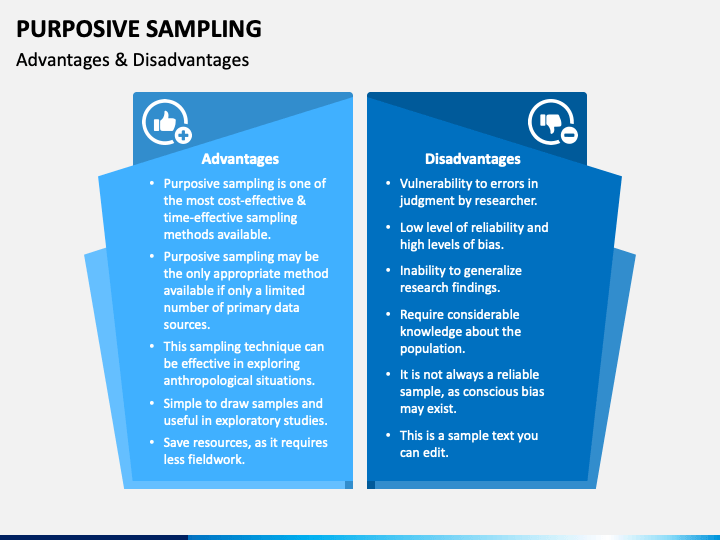 PURPOSIVE SAMPLING
Advantages & Disadvantages
Advantages
• Purposive sampling is one of
the most cost-effective &
time-effective sampling
methods available.
• Purposive sampling may be
the only appropriate method
available if only a limited
number of primary data
sources.
• This sampling technique can
be effective in exploring
anthropological situations.
• Simple to draw samples and
useful in exploratory studies.
• Save resources, as it requires
less fieldwork.
Disadvantages
• Vulnerability to errors in
judgment by researcher.
• Low level of reliability and
high levels of bias.
• Inability to generalize
research findings.
• Require considerable
knowledge about the
population.
• It is not always a reliable
sample, as conscious bias
may exist.
• This is a sample text you
can edit.